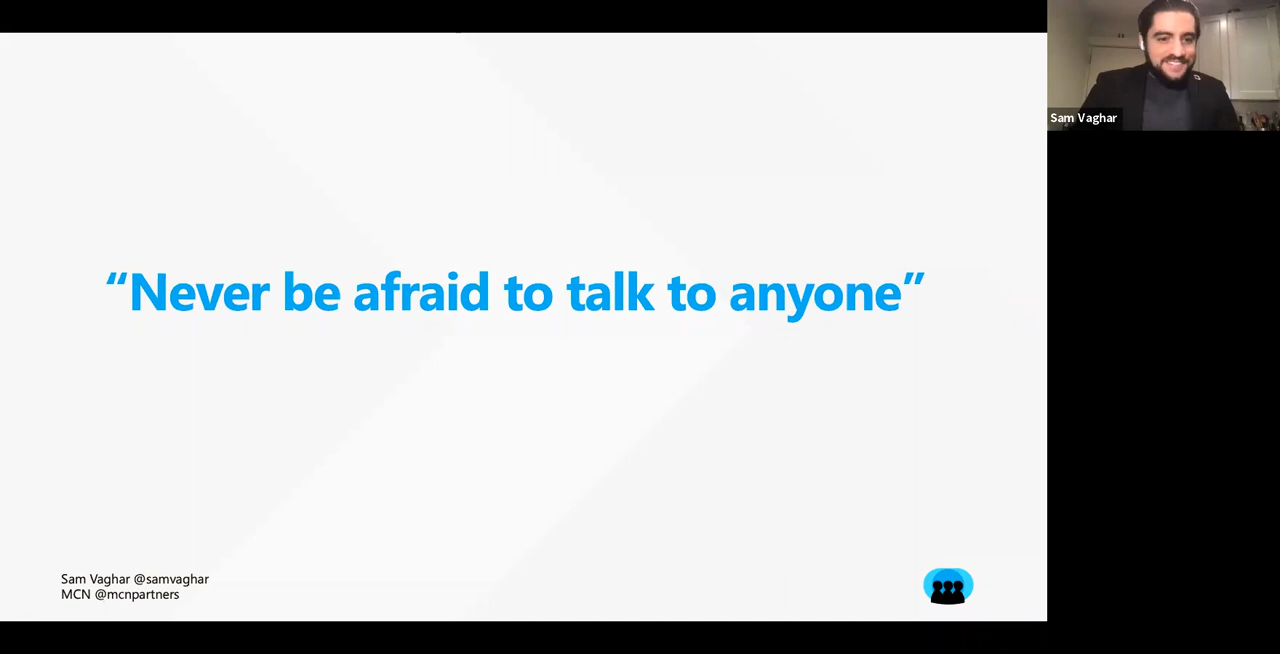 “Never be afraid to talk to anyone”
Sam Vaghar @samvaghar
MCN @mcnpartners
Sam Vaghar